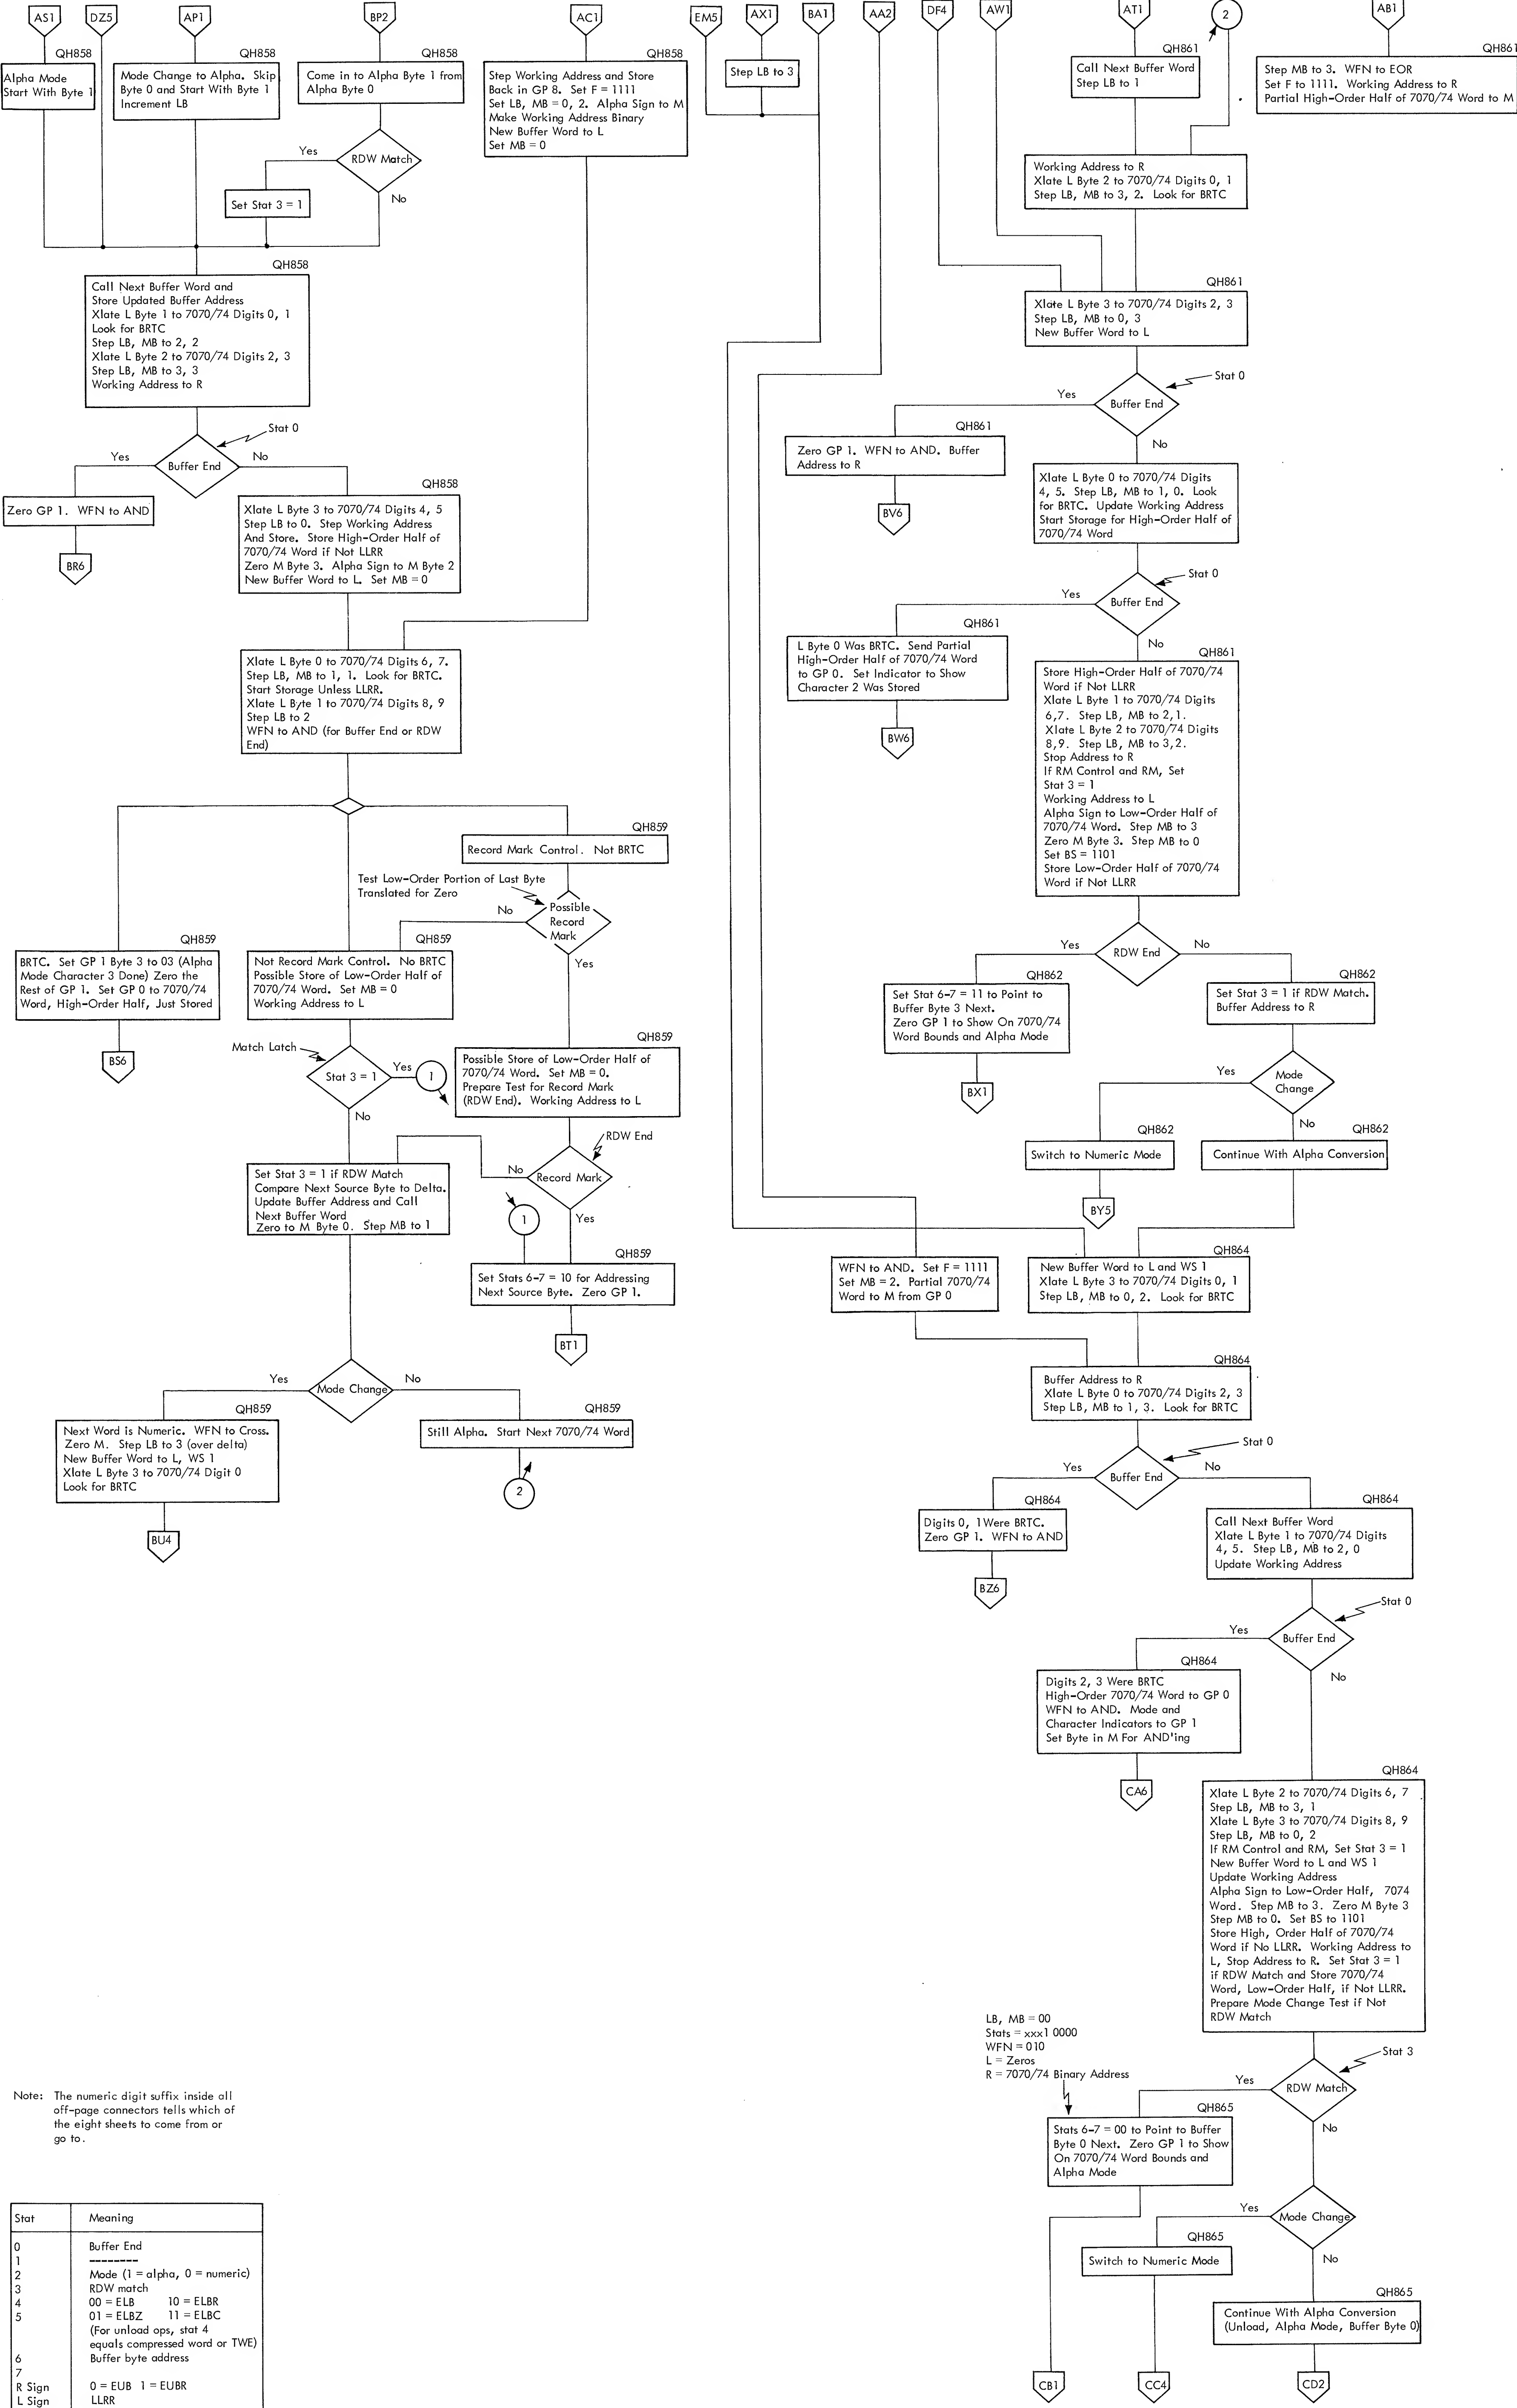 AS1
DZ5
AP1
BP2
AC1
EM5
AX1
BA1
AA2
DF4
AW1
AT1
2
AB1
QH858
Alpha Mode
Start With Byte 1
QH858
Mode Change to Alpha. Skip
Byte 0 and Start With Byte 1
Increment LB
QH858
Come in to Alpha Byte 1 from
Alpha Byte 0
RDW Match
Yes
No
Set Stat 3 = 1
QH858
Step Working Address and Store
Back in GP 8. Set F = 1111
Set LB, MB = 0, 2. Alpha Sign to M
Make Working Address Binary
New Buffer Word to L
Set MB = 0
Step LB to 3
QH861
Call Next Buffer Word
Step LB to 1
QH861
Step MB to 3. WFN to EOR
Set F to 1111. Working Address to R
Partial High-Order Half of 7070/74 Word to M
Working Address to R
Xlate L Byte 2 to 7070/74 Digits 0, 1
Step LB, MB to 3, 2. Look for BRTC
QH858
Call Next Buffer Word and
Store Updated Buffer Address
Xlate L Byte 1 to 7070/74 Digits 0, 1
Look for BRTC
Step LB, MB to 2, 2
Xlate L Byte 2 to 7070/74 Digits 2, 3
Step LB, MB to 3, 3
Working Address to R
Stat 0
Buffer End
Yes
No
Zero GP 1. WFN to AND
BR6
QH858
Xlate L Byte 3 to 7070/74 Digits 4, 5
Step LB to 0. Step Working Address
And Store. Store High-Order Half of
7070/74 Word if Not LLRR
Zero M Byte 3. Alpha Sign to M Byte 2
New Buffer Word to L. Set MB = 0
Xlate L Byte 0 to 7070/74 Digits 6, 7.
Step LB, MB to 1, 1. Look for BRTC.
Start Storage Unless LLRR.
Xlate L Byte 1 to 7070/74 Digits 8, 9
Step LB to 2
WFN to AND (for Buffer End or RDW
End)
QH859
Record Mark Control. Not BRTC
Test Low-Order Portion of Last Byte
Translated for Zero
Possible
Record
Mark
No
Yes
QH859
BRTC. Set GP 1 Byte 3 to 03 (Alpha
Mode Character 3 Done) Zero the
Rest of GP 1. Set GP 0 to 7070/74
Word, High-Order Half, Just Stored
BS6
QH859
Not Record Mark Control. No BRTC
Possible Store of Low-Order Half of
7070/74 Word. Set MB = 0
Working Address to L
Match Latch
Stat 3 = 1
Yes
1
No
QH859
Possible Store of Low-Order Half of
7070/74 Word. Set MB = 0.
Prepare Test for Record Mark
(RDW End). Working Address to L
RDW End
Record Mark
No
Yes
1
Set Stat 3 = 1 if RDW Match
Compare Next Source Byte to Delta.
Update Buffer Address and Call
Next Buffer Word
Zero to M Byte 0. Step MB to 1
QH859
Set Stats 6-7 = 10 for Addressing
Next Source Byte. Zero GP 1.
BT1
Mode Change
Yes
No
QH859
Next Word is Numeric. WFN to Cross.
Zero M. Step LB to 3 (over delta)
New Buffer Word to L, WS 1
Xlate L Byte 3 to 7070/74 Digit 0
Look for BRTC
BU4
QH859
Still Alpha. Start Next 7070/74 Word
2
QH861
Xlate L Byte 3 to 7070/74 Digits 2, 3
Step LB, MB to 0, 3
New Buffer Word to L
Stat 0
Buffer End
Yes
No
QH861
Zero GP 1. WFN to AND. Buffer
Address to R
BV6
Xlate L Byte 0 to 7070/74 Digits
4, 5. Step LB, MB to 1, 0. Look
for BRTC. Update Working Address
Start Storage for High-Order Half of
7070/74 Word
Stat 0
Buffer End
Yes
No
QH861
L Byte 0 Was BRTC. Send Partial
High-Order Half of 7070/74 Word
to GP 0. Set Indicator to Show
Character 2 Was Stored
BW6
QH861
Store High-Order Half of 7070/74
Word if Not LLRR
Xlate L Byte 1 to 7070/74 Digits
6,7. Step LB, MB to 2,1.
Xlate L Byte 2 to 7070/74 Digits
8,9. Step LB, MB to 3,2.
Stop Address to R
If RM Control and RM, Set
Stat 3 = 1
Working Address to L
Alpha Sign to Low-Order Half of
7070/74 Word. Step MB to 3
Zero M Byte 3. Step MB to 0
Set BS = 1101
Store Low-Order Half of 7070/74
Word if Not LLRR
RDW End
Yes
No
QH862
Set Stat 6-7 = 11 to Point to
Buffer Byte 3 Next.
Zero GP 1 to Show On 7070/74
Word Bounds and Alpha Mode
BX1
QH862
Set Stat 3 = 1 if RDW Match.
Buffer Address to R
Mode
Change
Yes
No
QH862
Switch to Numeric Mode
BY5
QH862
Continue With Alpha Conversion
WFN to AND. Set F = 1111
Set MB = 2. Partial 7070/74
Word to M from GP 0
QH864
New Buffer Word to L and WS 1
Xlate L Byte 3 to 7070/74 Digits 0, 1
Step LB, MB to 0, 2. Look for BRTC
QH864
Buffer Address to R
Xlate L Byte 0 to 7070/74 Digits 2, 3
Step LB, MB to 1, 3. Look for BRTC
Stat 0
Buffer End
Yes
No
QH864
Digits 0, 1 Were BRTC.
Zero GP 1. WFN to AND
BZ6
QH864
Call Next Buffer Word
Xlate L Byte 1 to 7070/74 Digits
4, 5. Step LB, MB to 2, 0
Update Working Address
Stat 0
Buffer End
Yes
No
QH864
Digits 2, 3 Were BRTC
High-Order 7070/74 Word to GP 0
WFN to AND. Mode and
Character Indicators to GP 1
Set Byte in M For AND'ing
CA6
QH864
Xlate L Byte 2 to 7070/74 Digits 6, 7
Step LB, MB to 3, 1
Xlate L Byte 3 to 7070/74 Digits 8, 9
Step LB, MB to 0, 2
If RM Control and RM, Set Stat 3 = 1
New Buffer Word to L and WS 1
Update Working Address
Alpha Sign to Low-Order Half, 7074
Word. Step MB to 3. Zero M Byte 3
Step MB to 0. Set BS to 1101
Store High, Order Half of 7070/74
Word if No LLRR. Working Address to
L, Stop Address to R. Set Stat 3 = 1
if RDW Match and Store 7070/74
Word, Low-Order Half, if Not LLRR.
Prepare Mode Change Test if Not
RDW Match
LB, MB = 00
Stats = xxx1 0000
WFN = 010
L = Zeros
R = 7070/74 Binary Address
Stat 3
RDW Match
Yes
No
QH865
Stats 6-7 = 00 to Point to Buffer
Byte 0 Next. Zero GP 1 to Show
On 7070/74 Word Bounds and
Alpha Mode
Mode Change
Yes
No
QH865
Switch to Numeric Mode
QH865
Continue With Alpha Conversion
(Unload, Alpha Mode, Buffer Byte 0)
CB1
CC4
CD2
Note: The numeric digit suffix inside all
off-page connectors tells which of
the eight sheets to come from or
go to.
Stat Meaning
0 Buffer End
1 --------
2 Mode (1 = alpha, 0 = numeric)
3 RDW match
4 00 = ELB 10 = ELBR
5 01 = ELBZ 11 = ELBC
(For unload ops, stat 4
equals compressed word or TWE)
6 Buffer byte address
7
R Sign 0 = EUB 1 = EUBR
L Sign LLRR